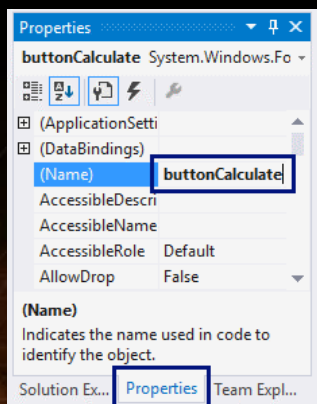 Properties
buttonCalculate System.Windows.Fo
(ApplicationSetti
(DataBindings)
(Name) buttonCalculate
AccessibleDescri
AccessibleName
AccessibleRole Default
AllowDrop False
(Name)
Indicates the name used in code to
identify the object.
Solution Ex... Properties Team Expl...